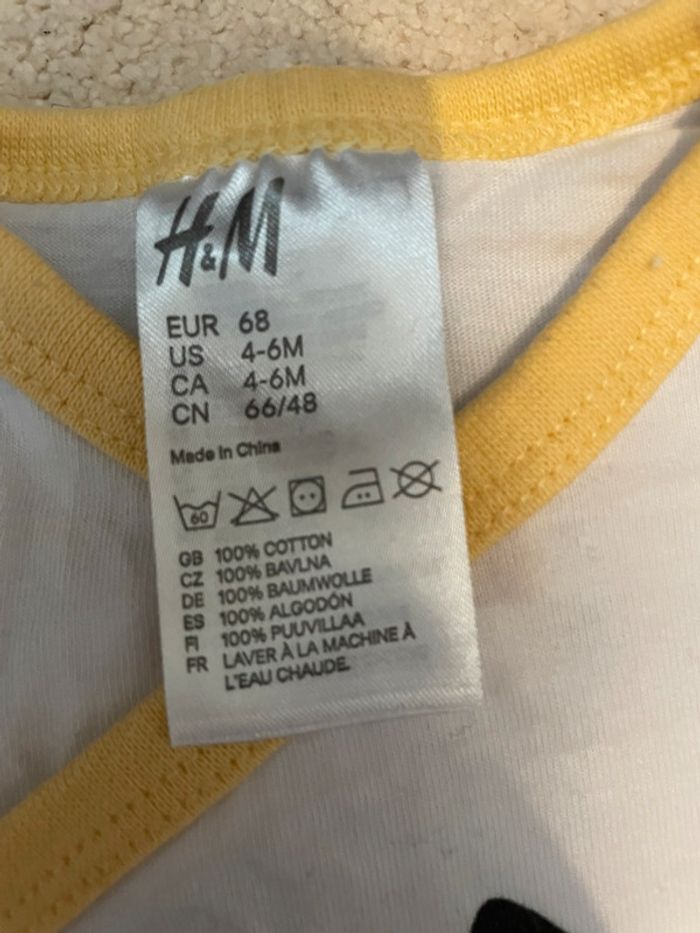 H&M
EUR 68
US 4-6M
CA 4-6M
CN 66/48
Made In China
60
GB 100% COTTON
CZ 100% BAVLNA
DE 100% BAUMWOLLE
ES 100% ALGODÓN
FI 100% PUUVILLAA
FR LAVER À LA MACHINE À
L'EAU CHAUDE.